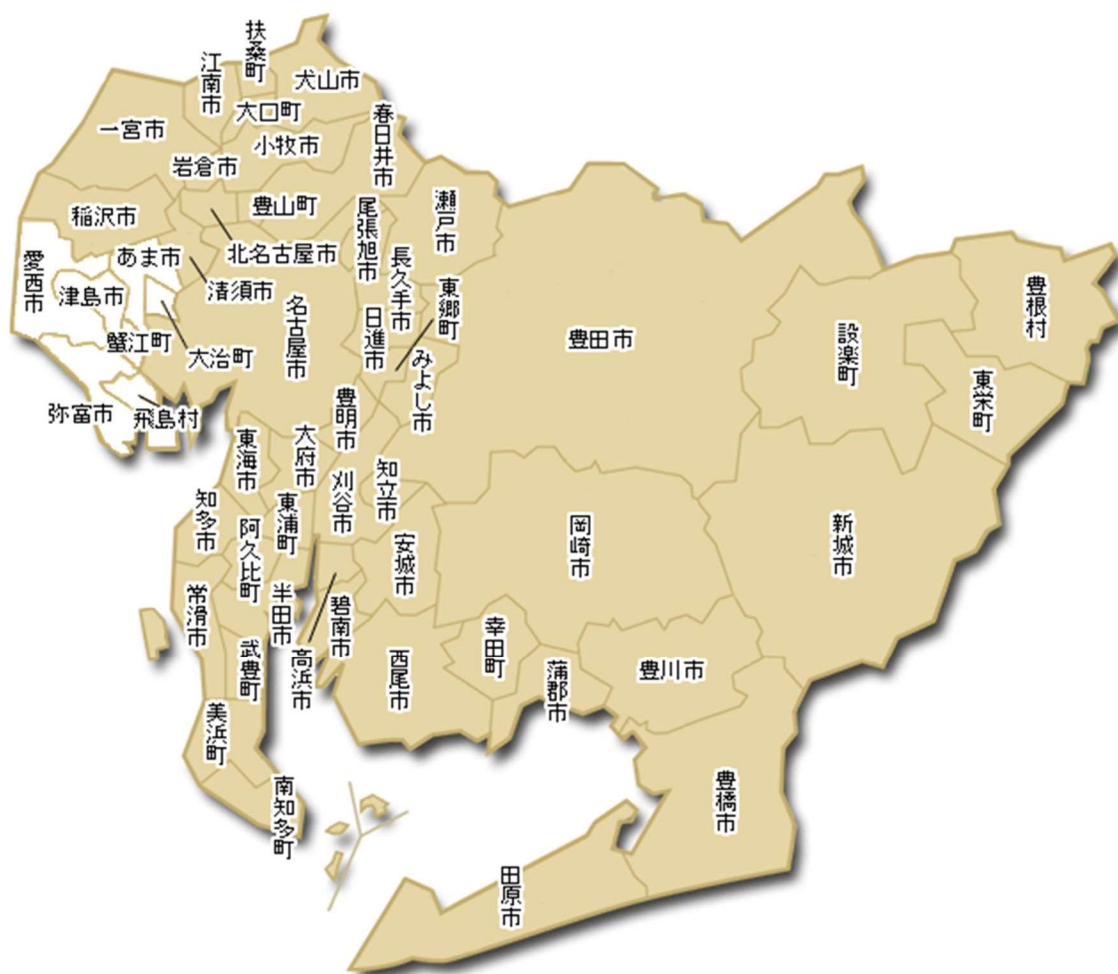 扶桑町
江南市
犬山市
大口町
春日井市
一宮市
小牧市
岩倉市
瀬戸市
豊山町
尾張旭市
稲沢市
北名古屋市
あま市
長久手市
愛西市
東郷町
豊根村
津島市
清須市
名古屋市
日進市
豊田市
設楽町
蟹江町
大治町
みよし市
東栄町
弥富市
飛島村
豊明市
東海市
大府市
刈谷市
知立市
知多市
東浦町
阿久比町
岡崎市
新城市
安城市
常滑市
半田市
碧南市
高浜市
武豊町
西尾市
幸田町
蒲郡市
豊川市
美浜町
南知多町
豊橋市
田原市